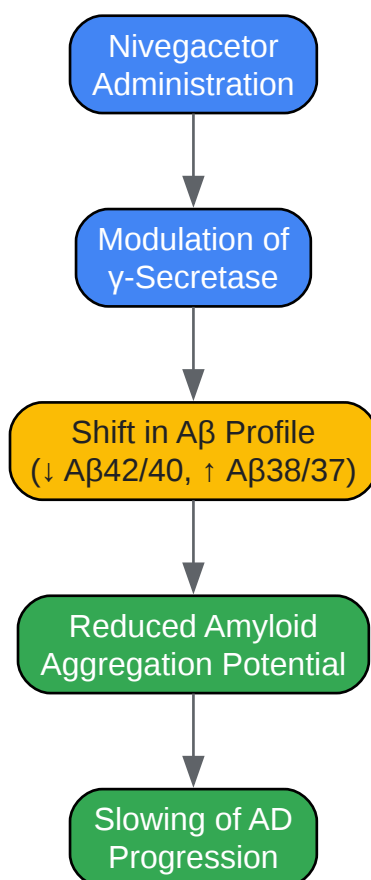 Nivegacetor
Administration
Modulation of
γ-Secretase
Shift in Aβ Profile
(↓ Aβ42/40, ↑ Aβ38/37)
Reduced Amyloid
Aggregation Potential
Slowing of AD
Progression